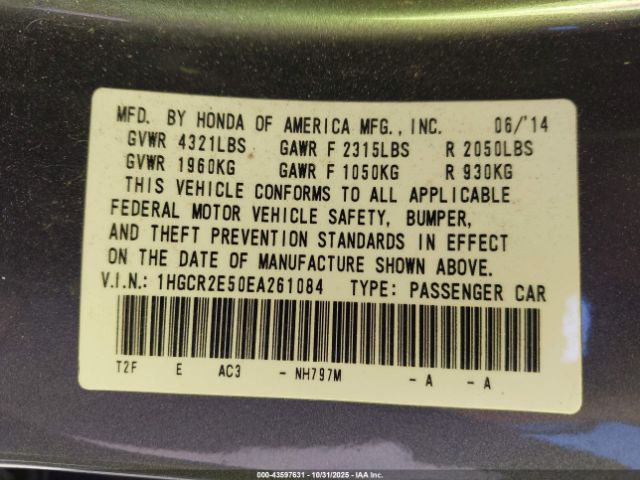 MFD. BY HONDA OF AMERICA MFG., INC. 06/'14
GVWR 4321LBS GAWR F 2315LBS R 2050LBS
GVWR 1960KG GAWR F 1050KG R 930KG
THIS VEHICLE CONFORMS TO ALL APPLICABLE
FEDERAL MOTOR VEHICLE SAFETY, BUMPER,
AND THEFT PREVENTION STANDARDS IN EFFECT
ON THE DATE OF MANUFACTURE SHOWN ABOVE.
V.I.N.: 1HGCR2E50EA261084 TYPE: PASSENGER CAR
T2F E AC3 - NH797M - A - A
000-43597631 - 10/31/2025 - IAA Inc.